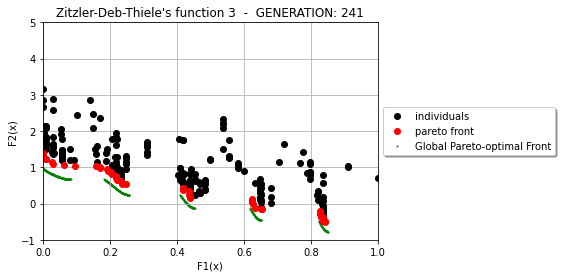 Zitzler-Deb-Thiele's function 3  -  GENERATION: 241
5
4
3
2
1
0
−1
F2(x)
0.0 0.2 0.4 0.6 0.8 1.0
F1(x)
individuals
pareto front
Global Pareto-optimal Front